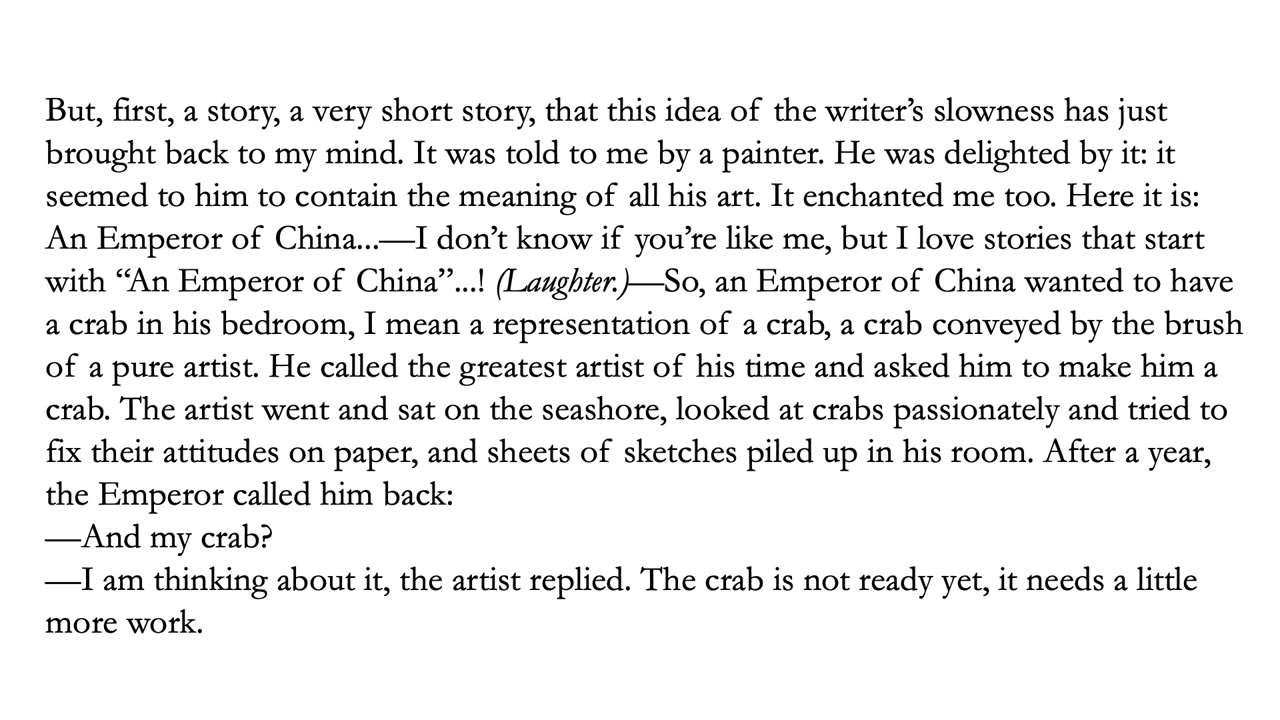 But, first, a story, a very short story, that this idea of the writer’s slowness has just
brought back to my mind. It was told to me by a painter. He was delighted by it: it
seemed to him to contain the meaning of all his art. It enchanted me too. Here it is:
An Emperor of China...—I don’t know if you’re like me, but I love stories that start
with “An Emperor of China”...! (Laughter.)—So, an Emperor of China wanted to have
a crab in his bedroom, I mean a representation of a crab, a crab conveyed by the brush
of a pure artist. He called the greatest artist of his time and asked him to make him a
crab. The artist went and sat on the seashore, looked at crabs passionately and tried to
fix their attitudes on paper, and sheets of sketches piled up in his room. After a year,
the Emperor called him back:
—And my crab?
—I am thinking about it, the artist replied. The crab is not ready yet, it needs a little
more work.